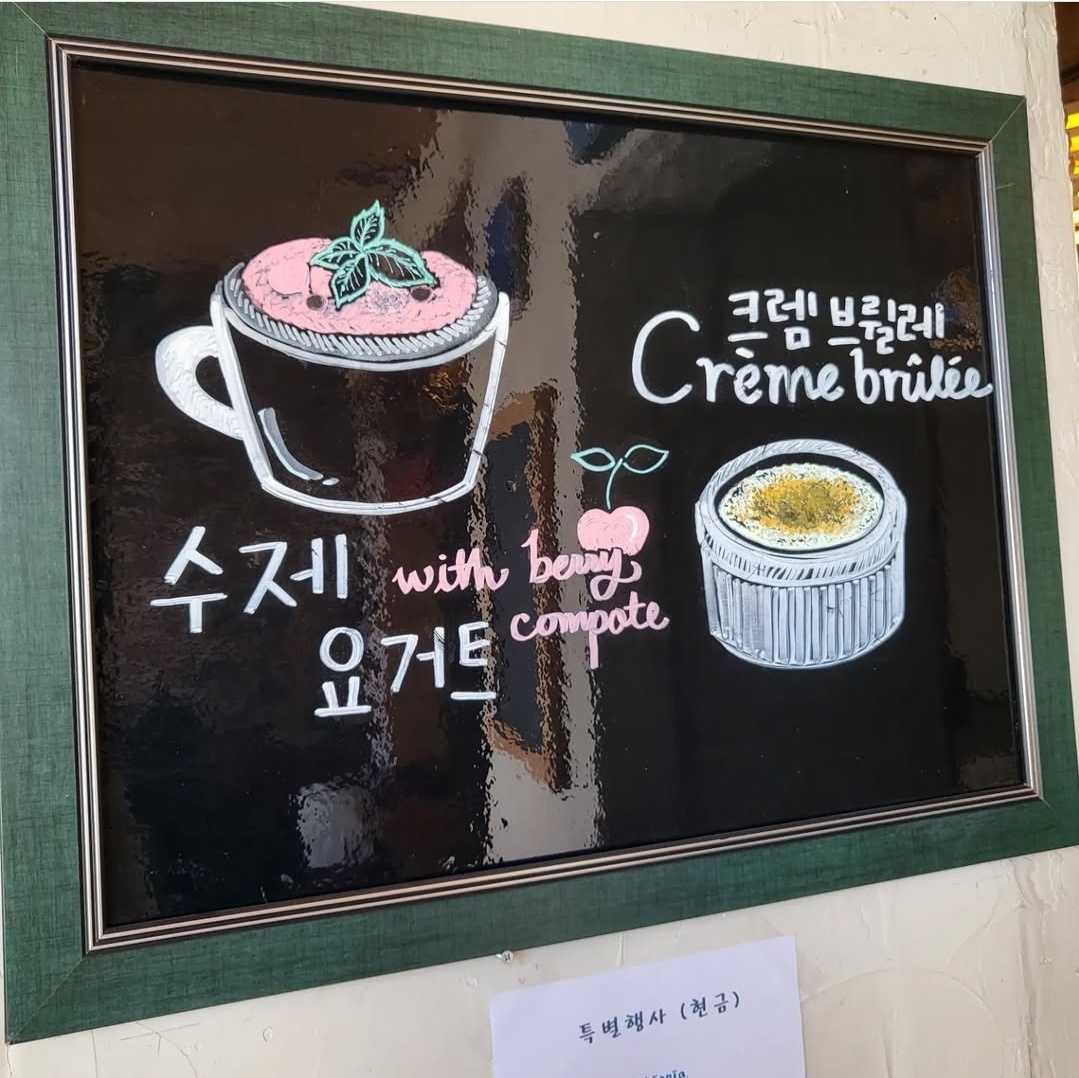 수제
요거트
with berry
compote
크렘 브륄레
Crème brûlée
특별행사 (현금)